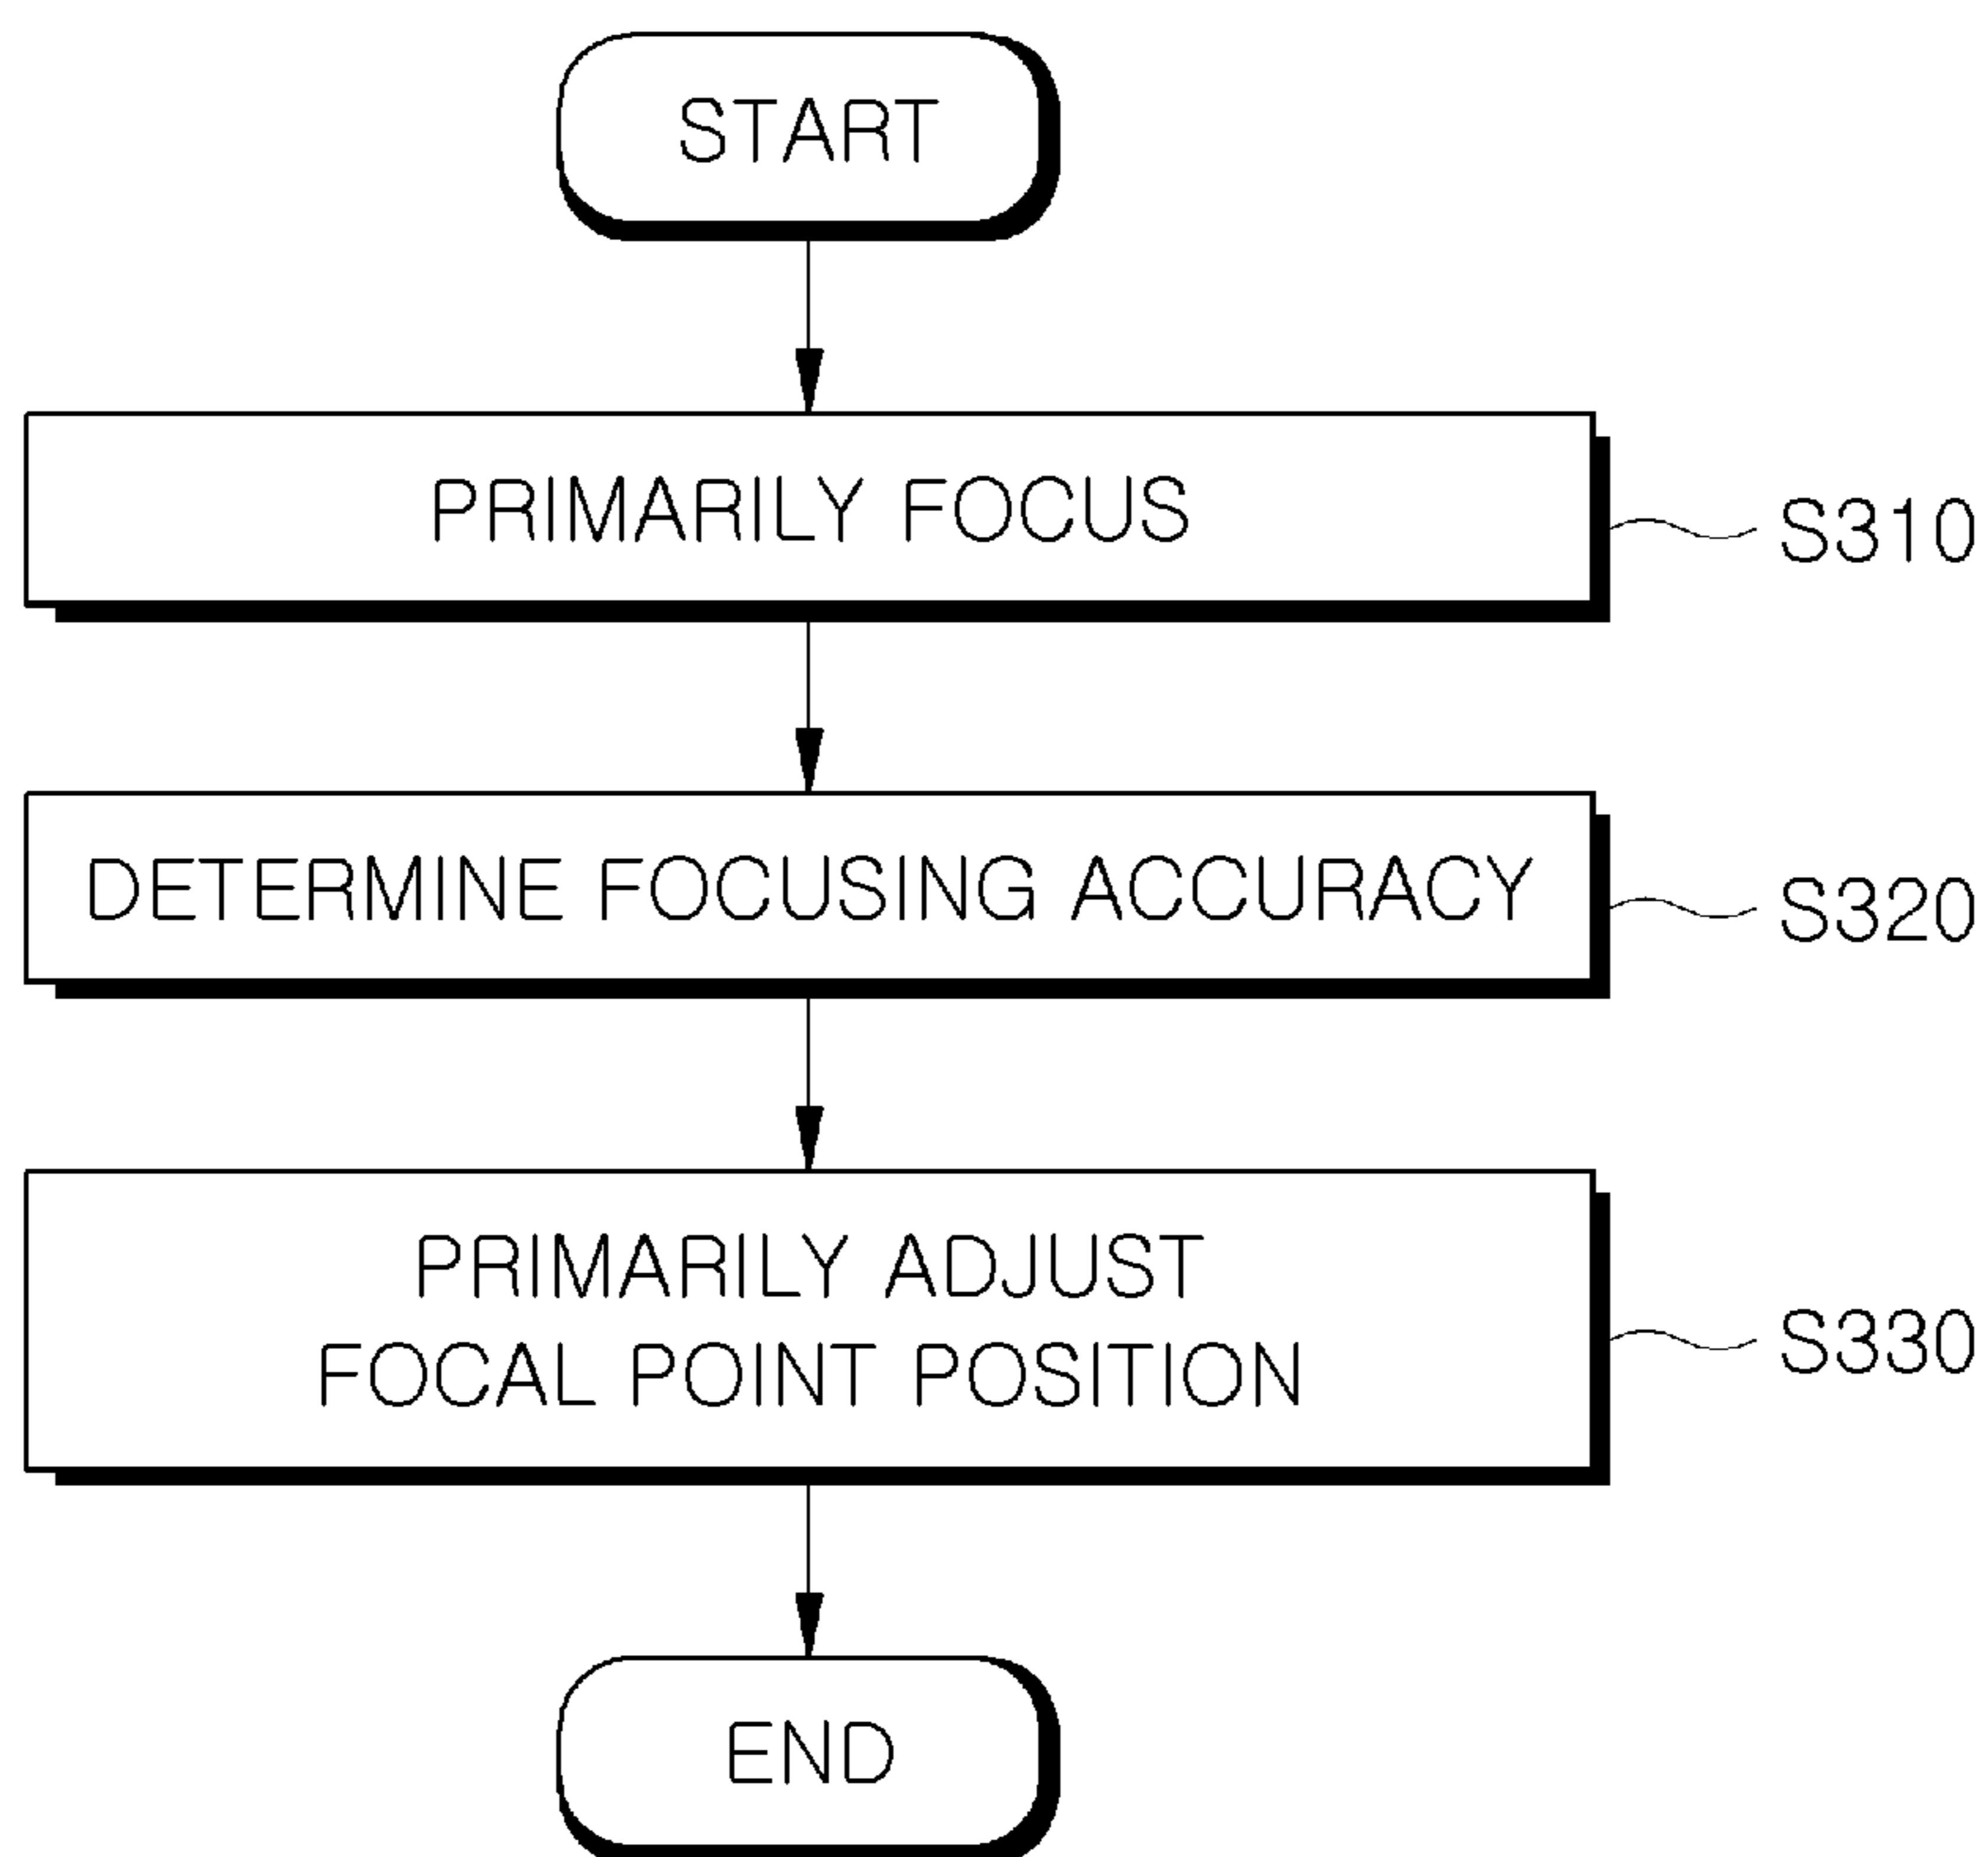 START
PRIMARILY FOCUS
S310
DETERMINE FOCUSING ACCURACY
S320
PRIMARILY ADJUST
FOCAL POINT POSITION
S330
END